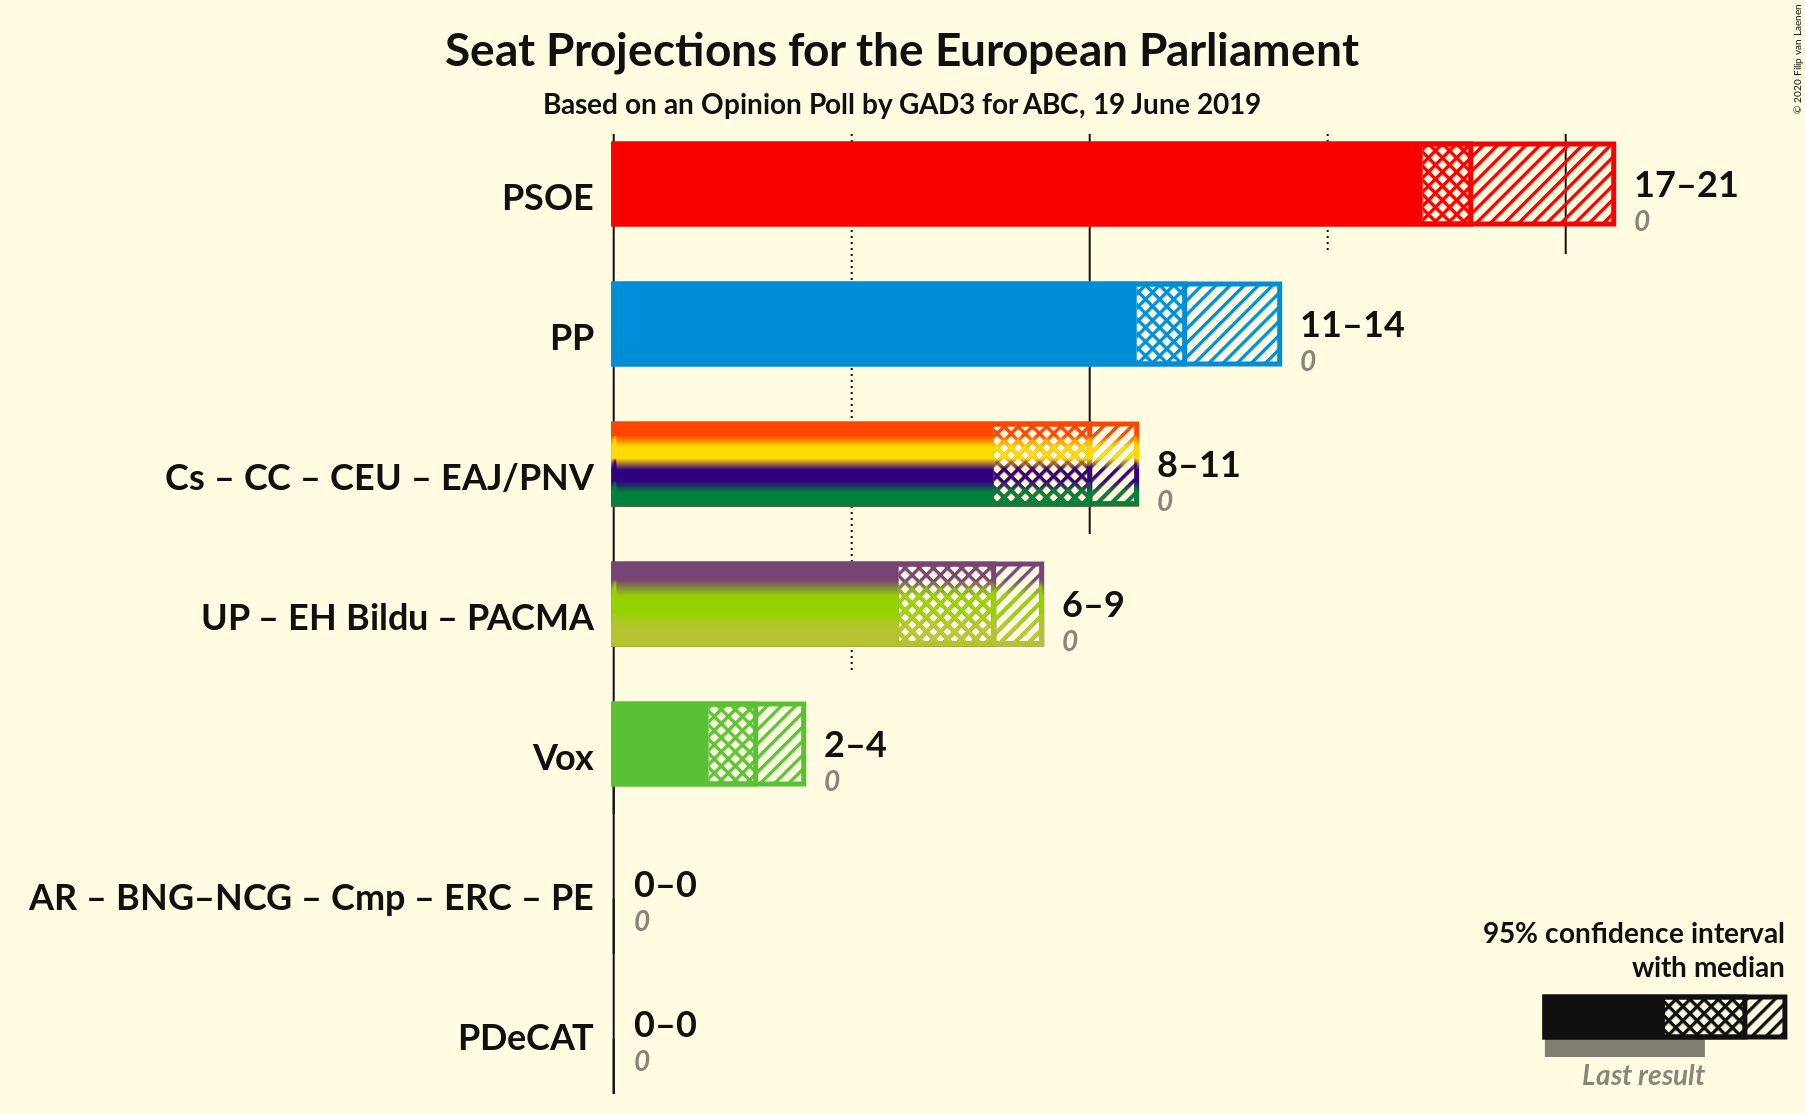 Seat Projections for the European Parliament
Based on an Opinion Poll by GAD3 for ABC, 19 June 2019
© 2020 Filip van Laenen
PSOE
17–21
0
PP
11–14
0
Cs – CC – CEU – EAJ/PNV
8–11
0
UP – EH Bildu – PACMA
6–9
0
Vox
2–4
0
AR – BNG–NCG – Cmp – ERC – PE
0–0
0
PDeCAT
0–0
0
95% confidence interval
with median
Last result